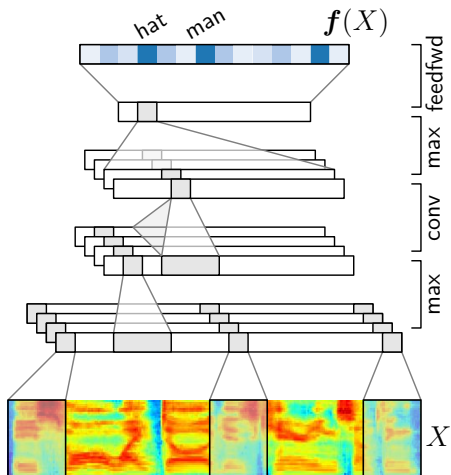 hat man
f(X)
feedfwd
max
conv
max
X